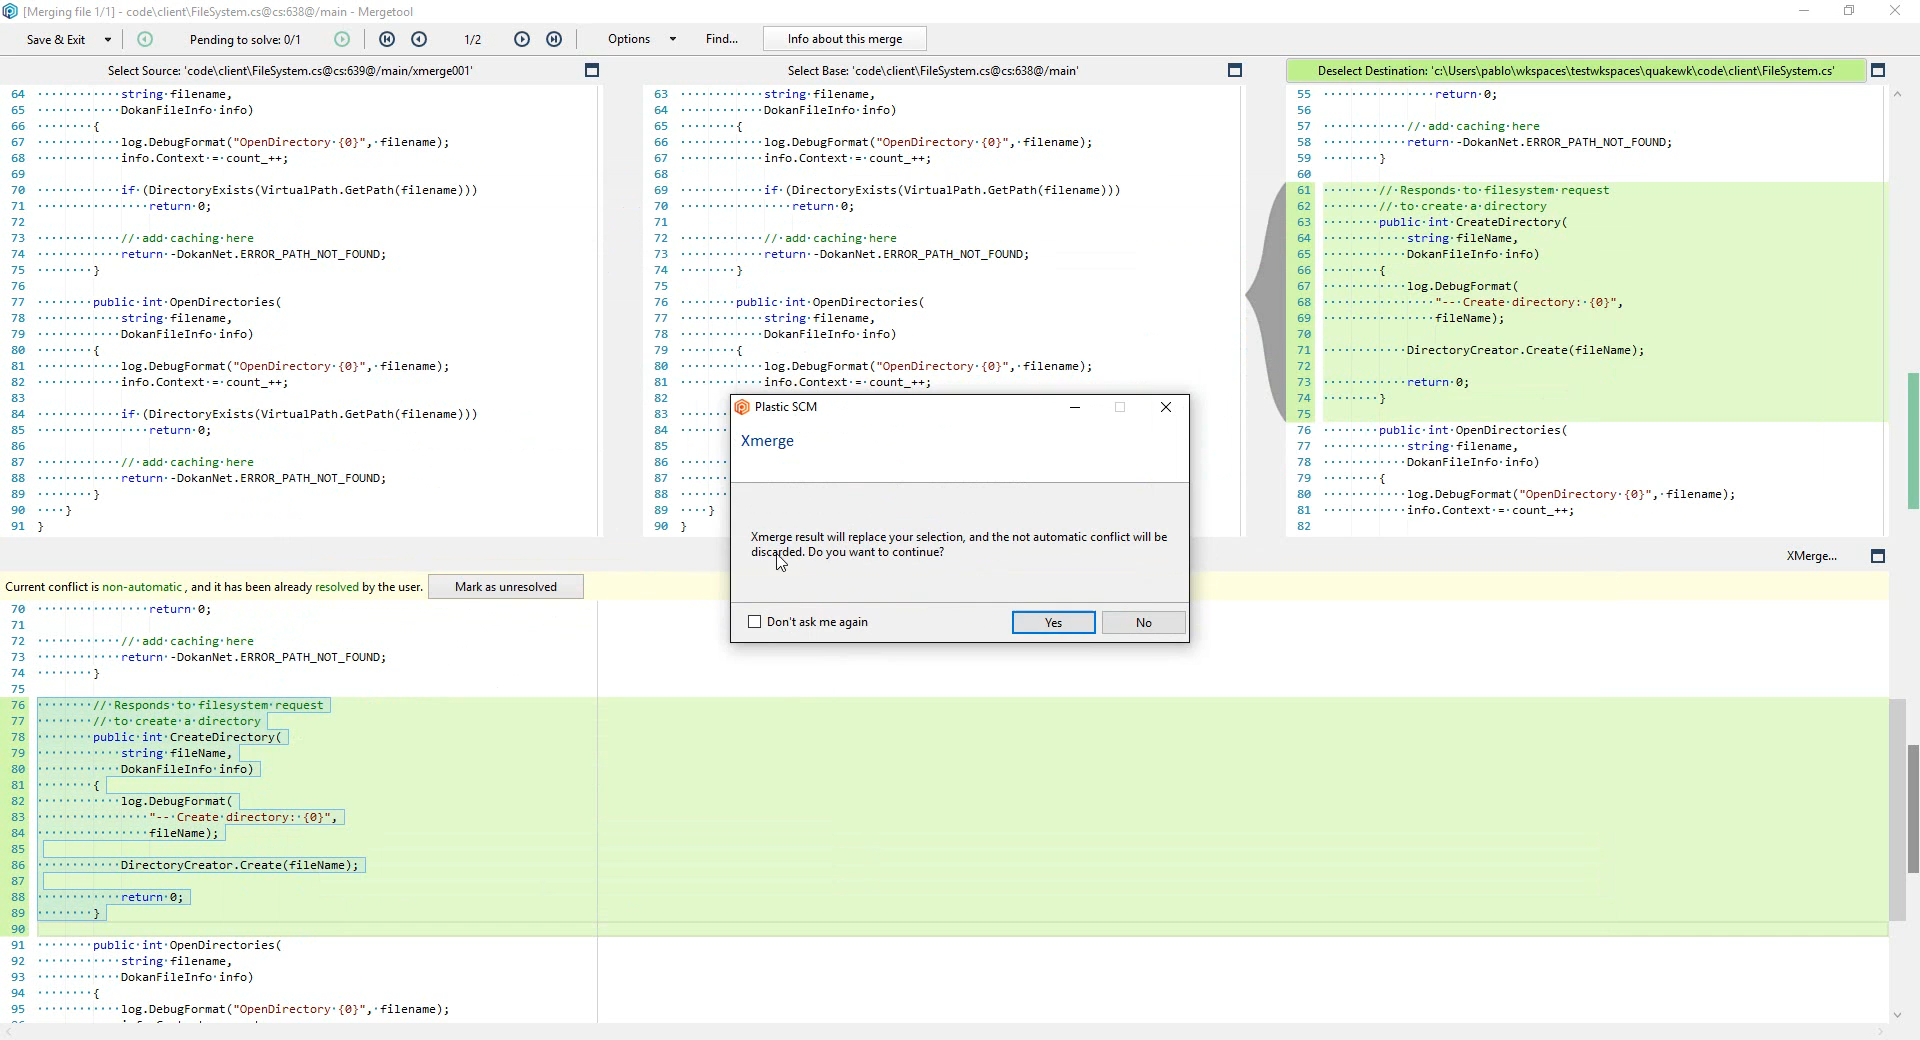 [Merging file 1/1] - code\client\FileSystem.cs@cs:638@/main - Mergetool
Save & Exit Pending to solve: 0/1 1/2 Options Find... Info about this merge
Select Source: 'code\client\FileSystem.cs@cs:639@/main/xmerge001'
64 string filename,
65 DokanFileInfo info)
66 {
67 log.DebugFormat("OpenDirectory {0}", filename);
68 info.Context = count_++;
69
70 if (DirectoryExists(VirtualPath.GetPath(filename)))
71 return 0;
72
73 // add caching here
74 return -DokanNet.ERROR_PATH_NOT_FOUND;
75 }
76
77 public int OpenDirectories(
78 string filename,
79 DokanFileInfo info)
80 {
81 log.DebugFormat("OpenDirectory {0}", filename);
82 info.Context = count_++;
83
84 if (DirectoryExists(VirtualPath.GetPath(filename)))
85 return 0;
86
87 // add caching here
88 return -DokanNet.ERROR_PATH_NOT_FOUND;
89 }
90 }
91 }
Select Base: 'code\client\FileSystem.cs@cs:638@/main'
63 string filename,
64 DokanFileInfo info)
65 {
66 log.DebugFormat("OpenDirectory {0}", filename);
67 info.Context = count_++;
68
69 if (DirectoryExists(VirtualPath.GetPath(filename)))
70 return 0;
71
72 // add caching here
73 return -DokanNet.ERROR_PATH_NOT_FOUND;
74 }
75
76 public int OpenDirectories(
77 string filename,
78 DokanFileInfo info)
79 {
80 log.DebugFormat("OpenDirectory {0}", filename);
81 info.Context = count_++;
82
83
84
85
86
87
88
89 }
90 }
Deselect Destination: 'c:\Users\pablo\wkspaces\testwkspaces\quakewk\code\client\FileSystem.cs'
55 return 0;
56
57 // add caching here
58 return -DokanNet.ERROR_PATH_NOT_FOUND;
59 }
60
61 // Responds to filesystem request
62 // to create a directory
63 public int CreateDirectory(
64 string fileName,
65 DokanFileInfo info)
66 {
67 log.DebugFormat(
68 "-- Create directory: {0}",
69 fileName);
70
71 DirectoryCreator.Create(fileName);
72
73 return 0;
74 }
75
76 public int OpenDirectories(
77 string filename,
78 DokanFileInfo info)
79 {
80 log.DebugFormat("OpenDirectory {0}", filename);
81 info.Context = count_++;
82
Plastic SCM
Xmerge
Xmerge result will replace your selection, and the not automatic conflict will be
discarded. Do you want to continue?
Don't ask me again Yes No
XMerge...
Current conflict is non-automatic, and it has been already resolved by the user. Mark as unresolved
70 return 0;
71
72 // add caching here
73 return -DokanNet.ERROR_PATH_NOT_FOUND;
74 }
75
76 // Responds to filesystem request
77 // to create a directory
78 public int CreateDirectory(
79 string fileName,
80 DokanFileInfo info)
81 {
82 log.DebugFormat(
83 "-- Create directory: {0}",
84 fileName);
85
86 DirectoryCreator.Create(fileName);
87
88 return 0;
89 }
90
91 public int OpenDirectories(
92 string filename,
93 DokanFileInfo info)
94 {
95 log.DebugFormat("OpenDirectory {0}", filename);